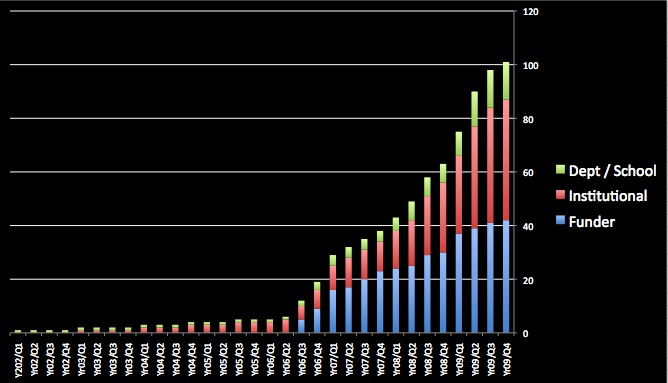 120
100
80
60
40
20
0
Dept / School
Institutional
Funder
Y202/Q1
Y02/Q2
Y02/Q3
Y02/Q4
Y03/Q1
Y03/Q2
Y03/Q3
Y03/Q4
Y04/Q1
Y04/Q2
Y04/Q3
Y04/Q4
Y05/Q1
Y05/Q2
Y05/Q3
Y05/Q4
Y06/Q1
Y06/Q2
Y06/Q3
Y06/Q4
Y07/Q1
Y07/Q2
Y07/Q3
Y07/Q4
Y08/Q1
Y08/Q2
Y08/Q3
Y08/Q4
Y09/Q1
Y09/Q2
Y09/Q3
Y09/Q4